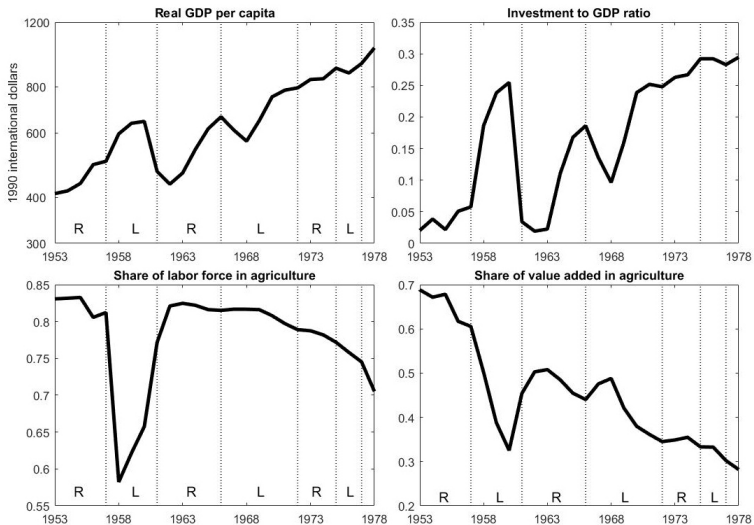 Real GDP per capita
1990 international dollars
1200
800
600
400
300
R L R L R L
1953 1958 1963 1968 1973 1978
Investment to GDP ratio
0.35
0.3
0.25
0.2
0.15
0.1
0.05
0
1953 1958 1963 1968 1973 1978
Share of labor force in agriculture
0.85
0.8
0.75
0.7
0.65
0.6
0.55
R L R L R L
1953 1958 1963 1968 1973 1978
Share of value added in agriculture
0.7
0.6
0.5
0.4
0.3
0.2
R L R L R L
1953 1958 1963 1968 1973 1978